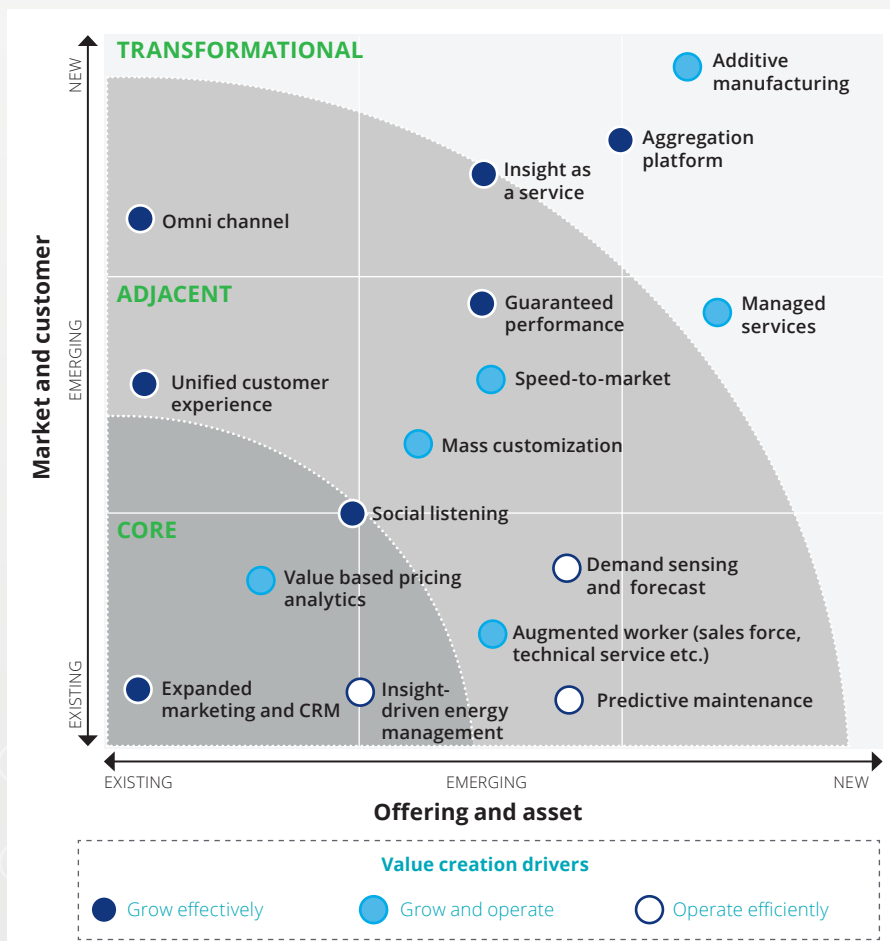 TRANSFORMATIONAL
Additive
manufacturing
Aggregation
platform
Insight as
a service
Omni channel
ADJACENT
Guaranteed
performance
Managed
services
Unified customer
experience
Speed-to-market
Mass customization
Social listening
CORE
Value based pricing
analytics
Demand sensing
and forecast
Augmented worker (sales force,
technical service etc.)
Expanded
marketing and CRM
Insight-
driven energy
management
Predictive maintenance
NEW
EMERGING
EXISTING
Market and customer
EXISTING
EMERGING
NEW
Offering and asset
Value creation drivers
Grow effectively
Grow and operate
Operate efficiently